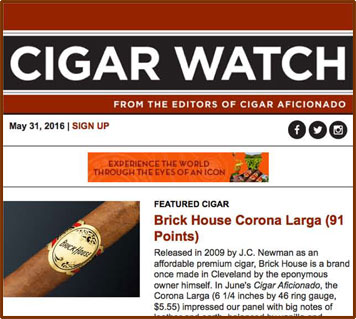 CIGAR WATCH
FROM THE EDITORS OF CIGAR AFICIONADO
May 31, 2016 | SIGN UP
EXPERIENCE THE WORLD
THROUGH THE EYES OF AN ICON
BRICK HOUSE
FEATURED CIGAR
Brick House Corona Larga (91
Points)
Released in 2009 by J.C. Newman as an
affordable premium cigar, Brick House is a brand
once made in Cleveland by the eponymous
owner himself. In June's Cigar Aficionado, the
Corona Larga (6 1/4 inches by 46 ring gauge,
$5.55) impressed our panel with big notes of